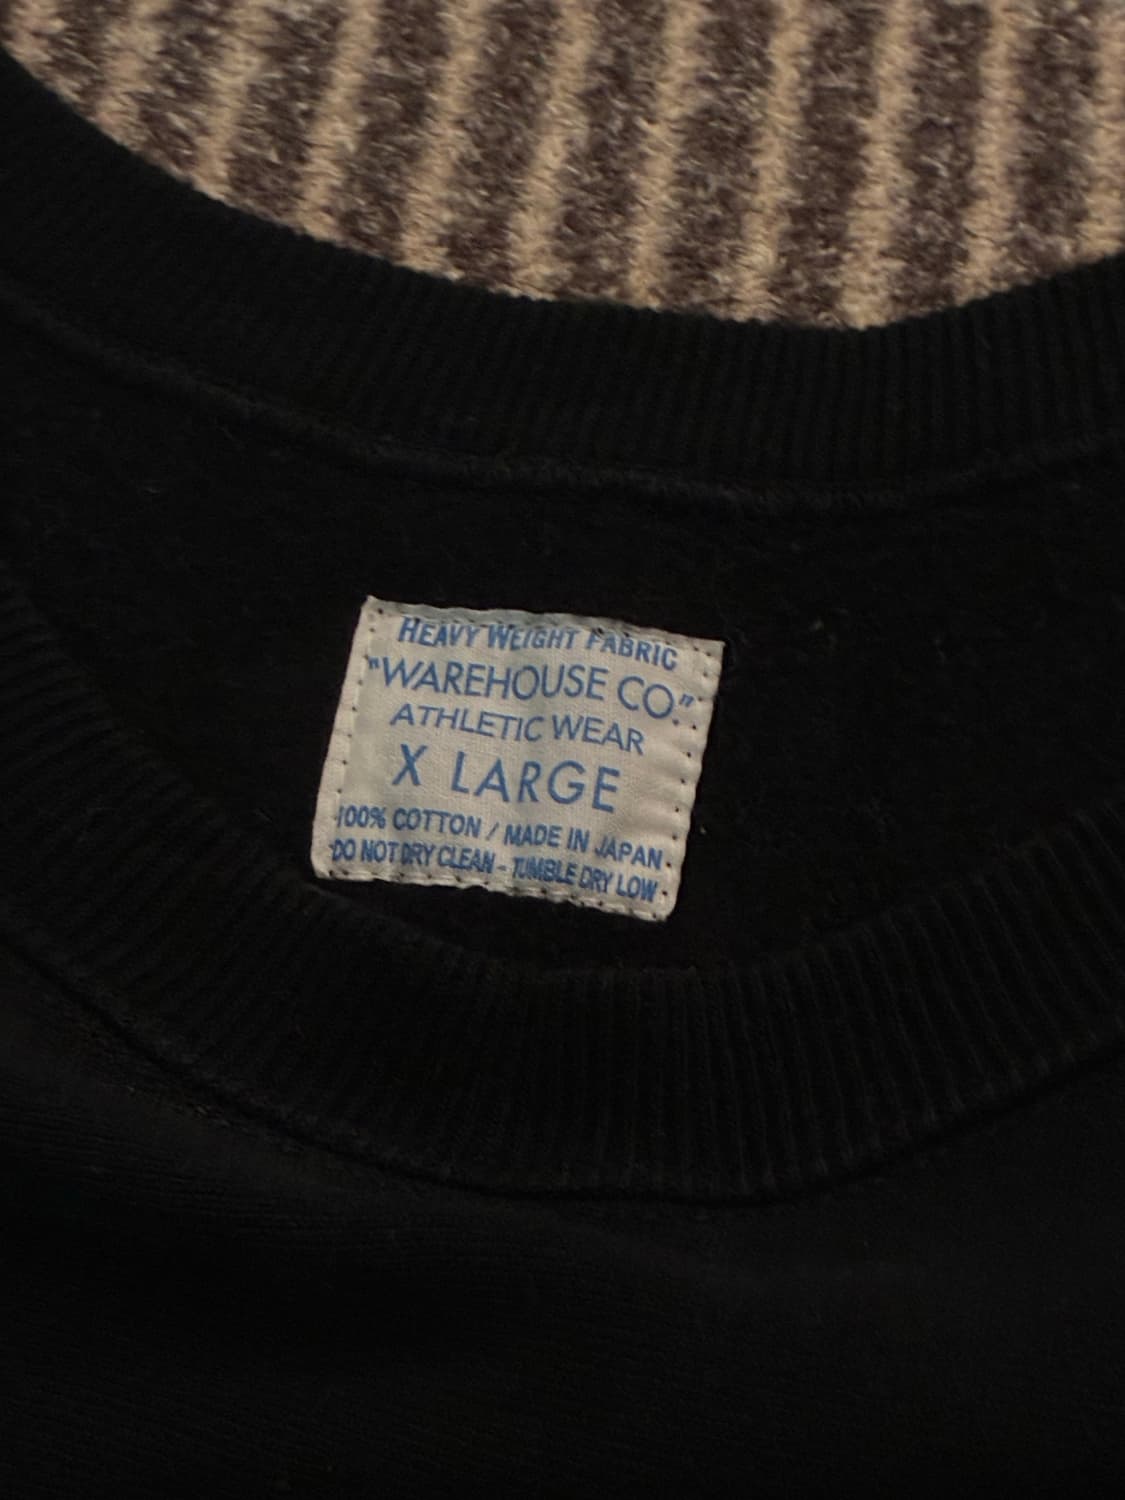 HEAVY WEIGHT FABRIC
"WAREHOUSE CO."
ATHLETIC WEAR
X LARGE
100% COTTON / MADE IN JAPAN
DO NOT DRY CLEAN - TUMBLE DRY LOW